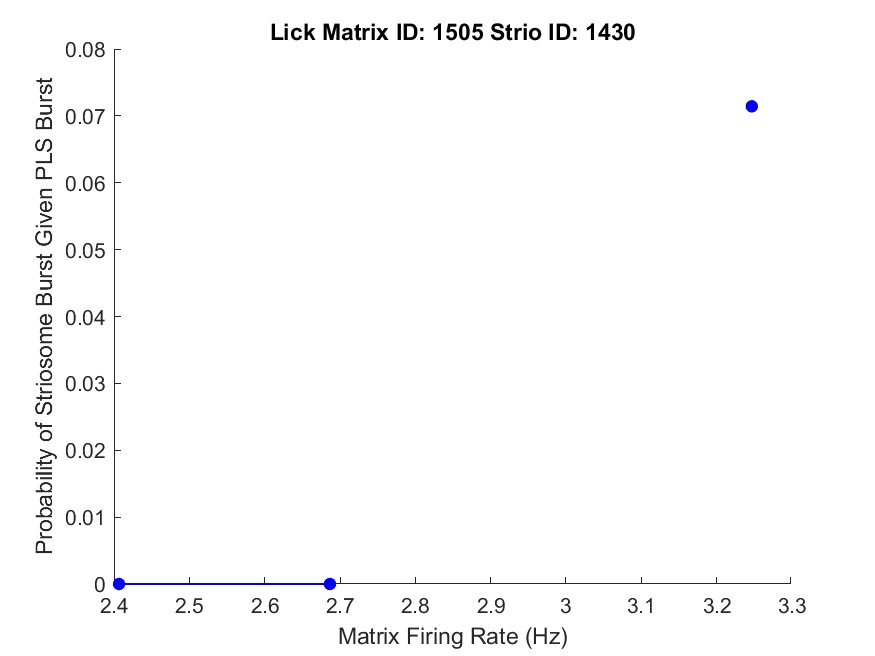 Lick Matrix ID: 1505 Strio ID: 1430
Probability of Striosome Burst Given PLS Burst
0.08
0.07
0.06
0.05
0.04
0.03
0.02
0.01
0
2.4 2.5 2.6 2.7 2.8 2.9 3 3.1 3.2 3.3
Matrix Firing Rate (Hz)